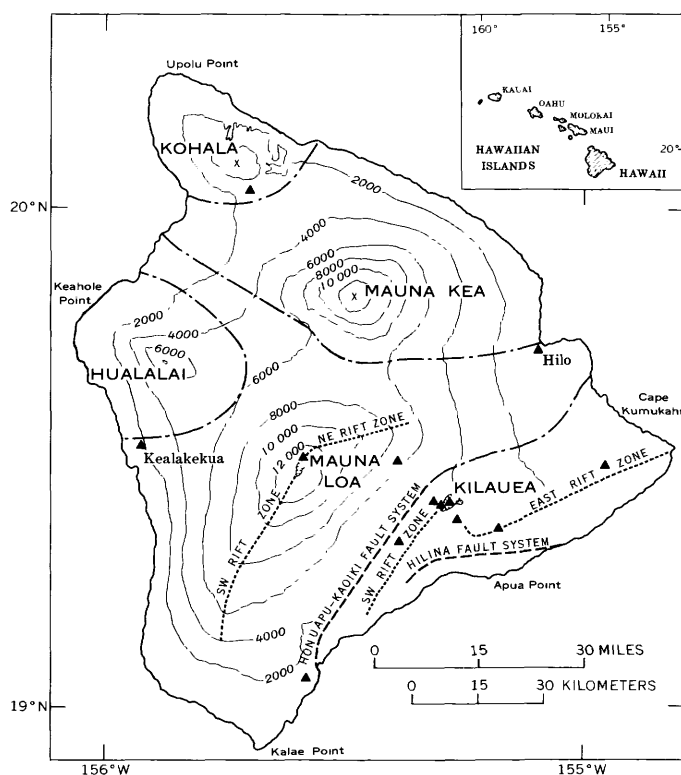 160°
155°
KALAI
OAHU
MOLOKAI
MAUI
HAWAIIAN
ISLANDS
20°
HAWAII
Upolu Point
KOHALA
2000
20°N
4000
6000
8000
10 000
MAUNA KEA
Keahole
Point
2000
4000
6000
HUALALAI
6000
Hilo
Cape
Kumukahi
8000
10 000
12 000
NE RIFT ZONE
MAUNA
LOA
Kealakekua
KILAUEA
EAST RIFT ZONE
SW RIFT ZONE
HONUAPU-KAOIKI FAULT SYSTEM
SW RIFT ZONE
HILINA FAULT SYSTEM
Apua Point
4000
2000
0 15 30 MILES
0 15 30 KILOMETERS
19°N
Kalae Point
156°W
155°W